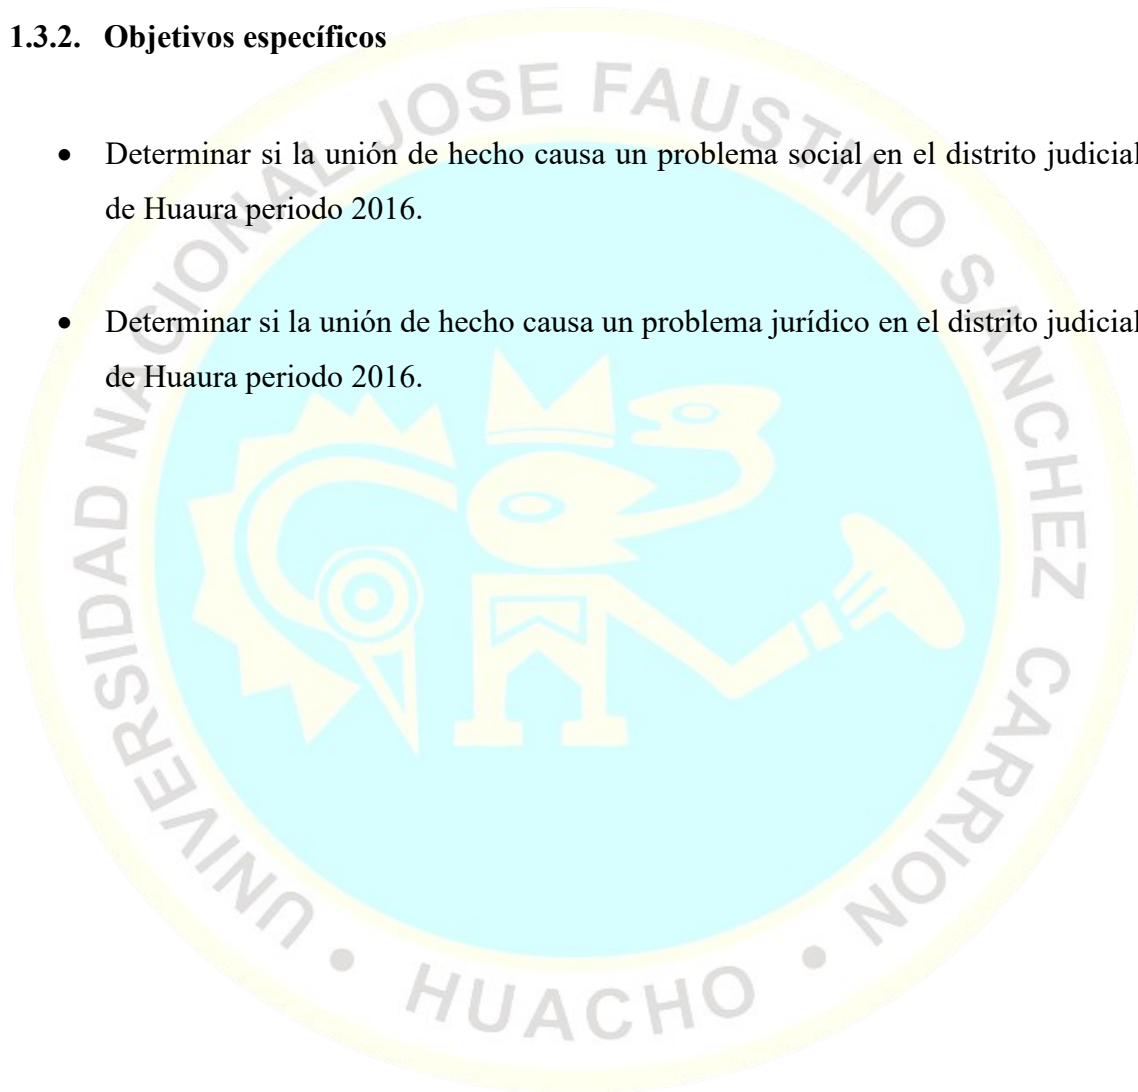 1.3.2. Objetivos específicos
• Determinar si la unión de hecho causa un problema social en el distrito judicial
de Huaura periodo 2016.
• Determinar si la unión de hecho causa un problema jurídico en el distrito judicial
de Huaura periodo 2016.
UNIVERSIDAD NACIONAL JOSE FAUSTINO SANCHEZ CARRION • HUACHO •